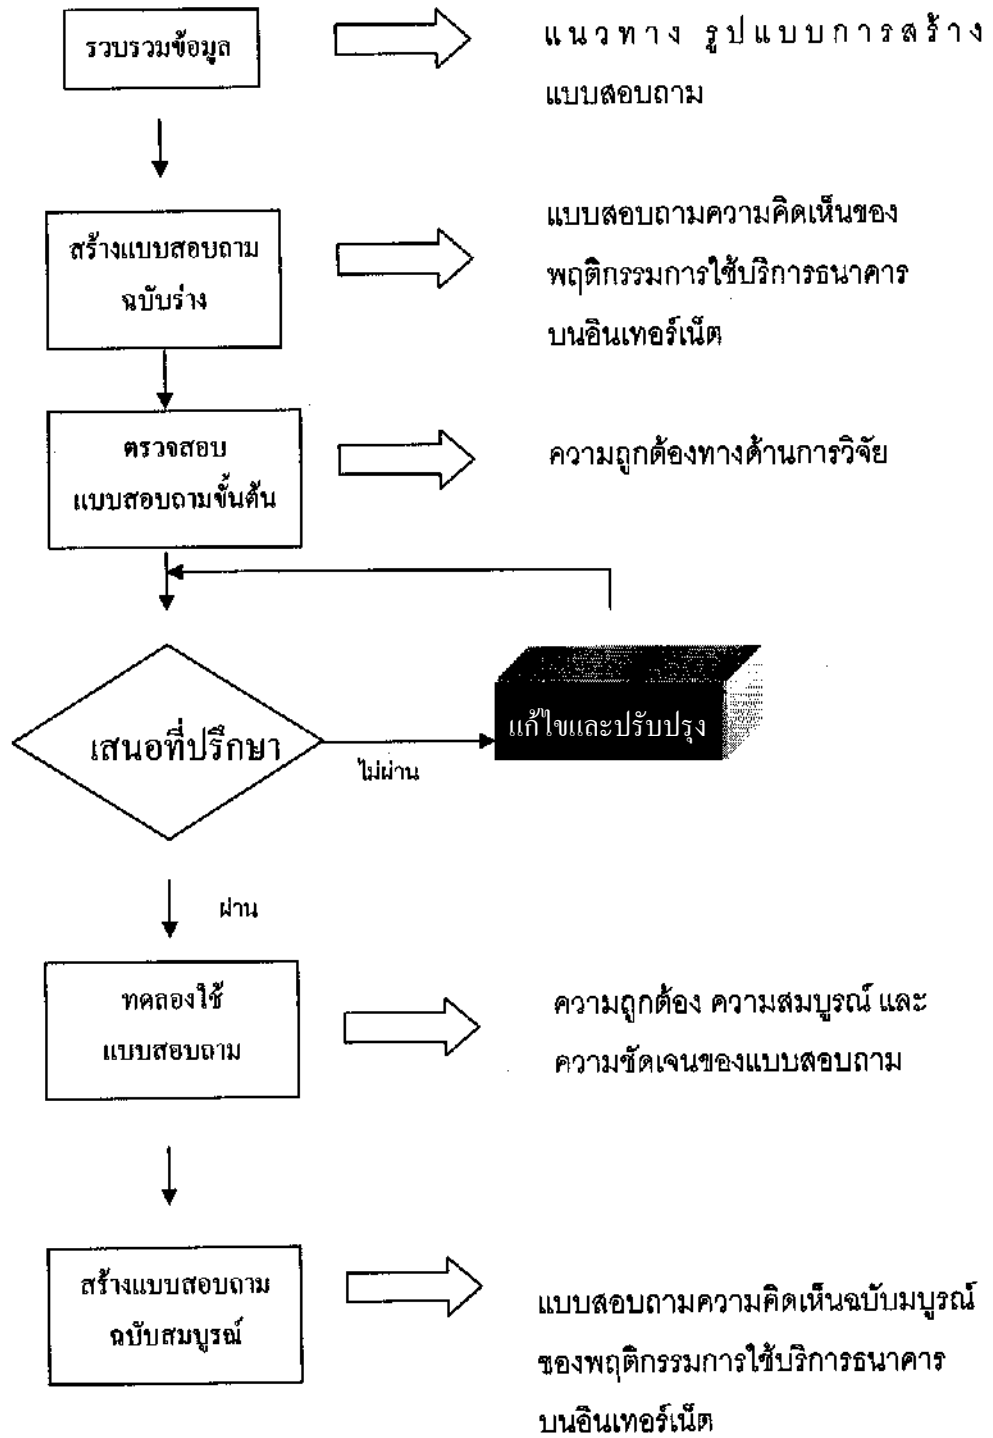 รวบรวมข้อมูล
แนวทาง รูปแบบการสร้าง
แบบสอบถาม
สร้างแบบสอบถาม
ฉบับร่าง
แบบสอบถามความคิดเห็นของ
พฤติกรรมการใช้บริการธนาคาร
บนอินเทอร์เน็ต
ตรวจสอบ
แบบสอบถามขั้นต้น
ความถูกต้องทางด้านการวิจัย
เสนอที่ปรึกษา
ไม่ผ่าน
แก้ไขและปรับปรุง
ผ่าน
ทดลองใช้
แบบสอบถาม
ความถูกต้อง ความสมบูรณ์ และ
ความชัดเจนของแบบสอบถาม
สร้างแบบสอบถาม
ฉบับสมบูรณ์
แบบสอบถามความคิดเห็นฉบับมบูรณ์
ของพฤติกรรมการใช้บริการธนาคาร
บนอินเทอร์เน็ต